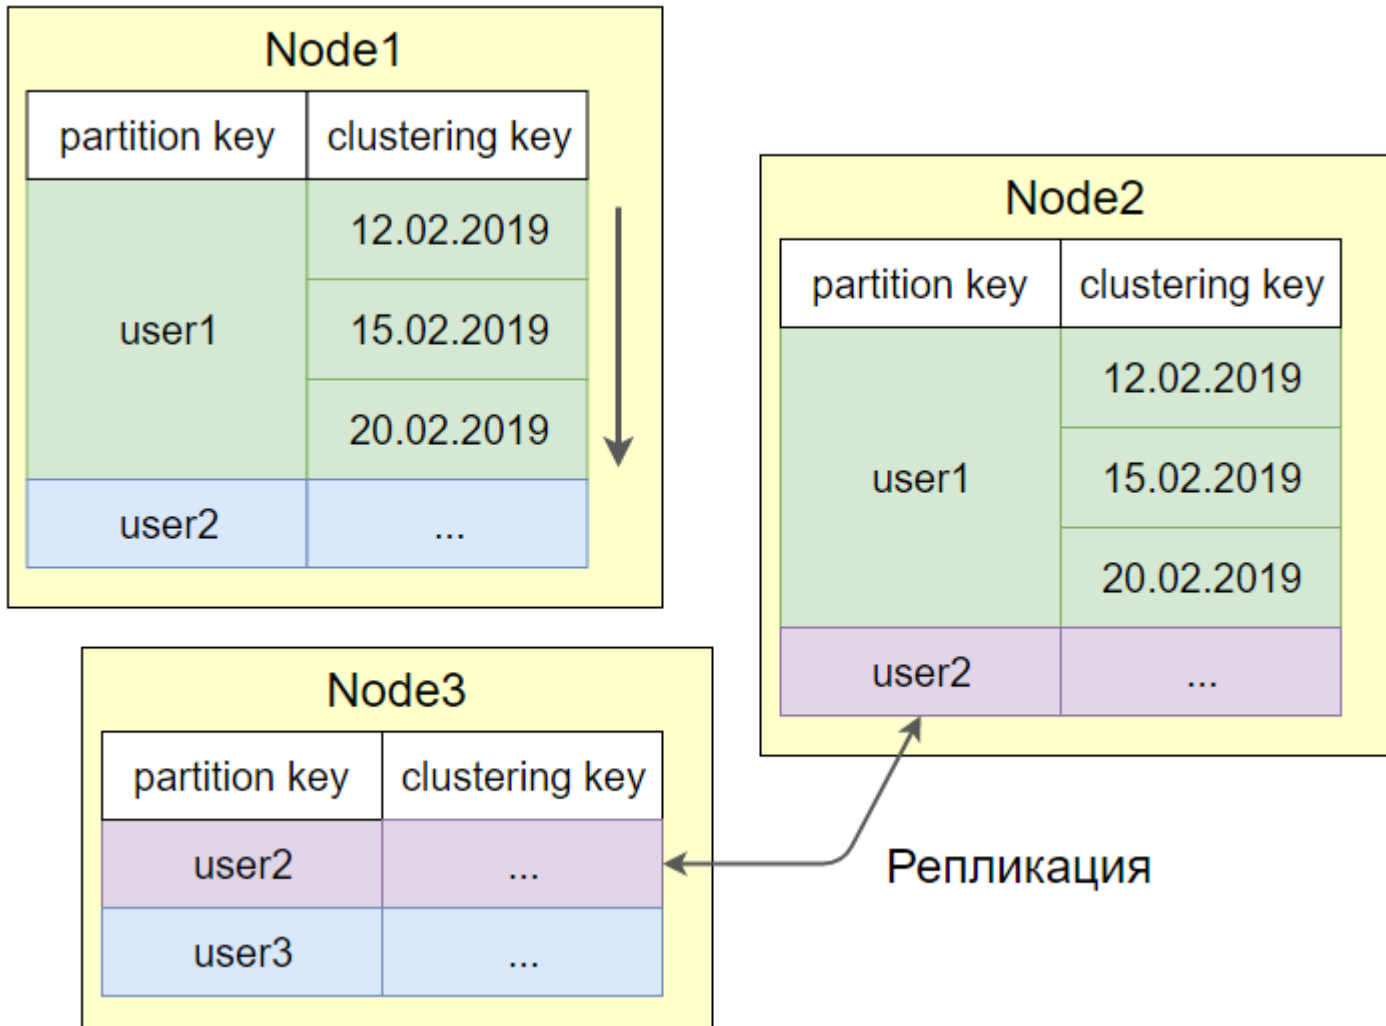 Node1
partition key clustering key
user1
12.02.2019
15.02.2019
20.02.2019
user2 ...
Node2
partition key clustering key
user1
12.02.2019
15.02.2019
20.02.2019
user2 ...
Node3
partition key clustering key
user2 ...
user3 ...
Репликация